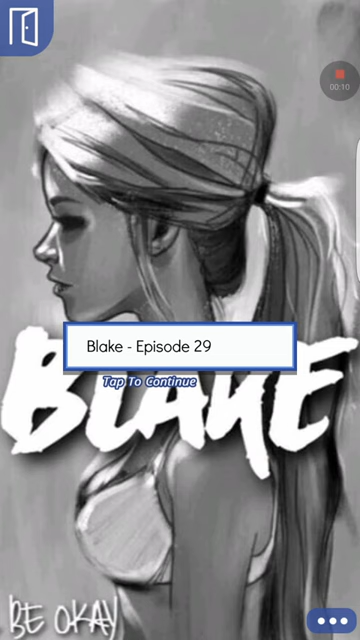 00:10
Blake - Episode 29
Tap To Continue
BLAKE
BE OKAY